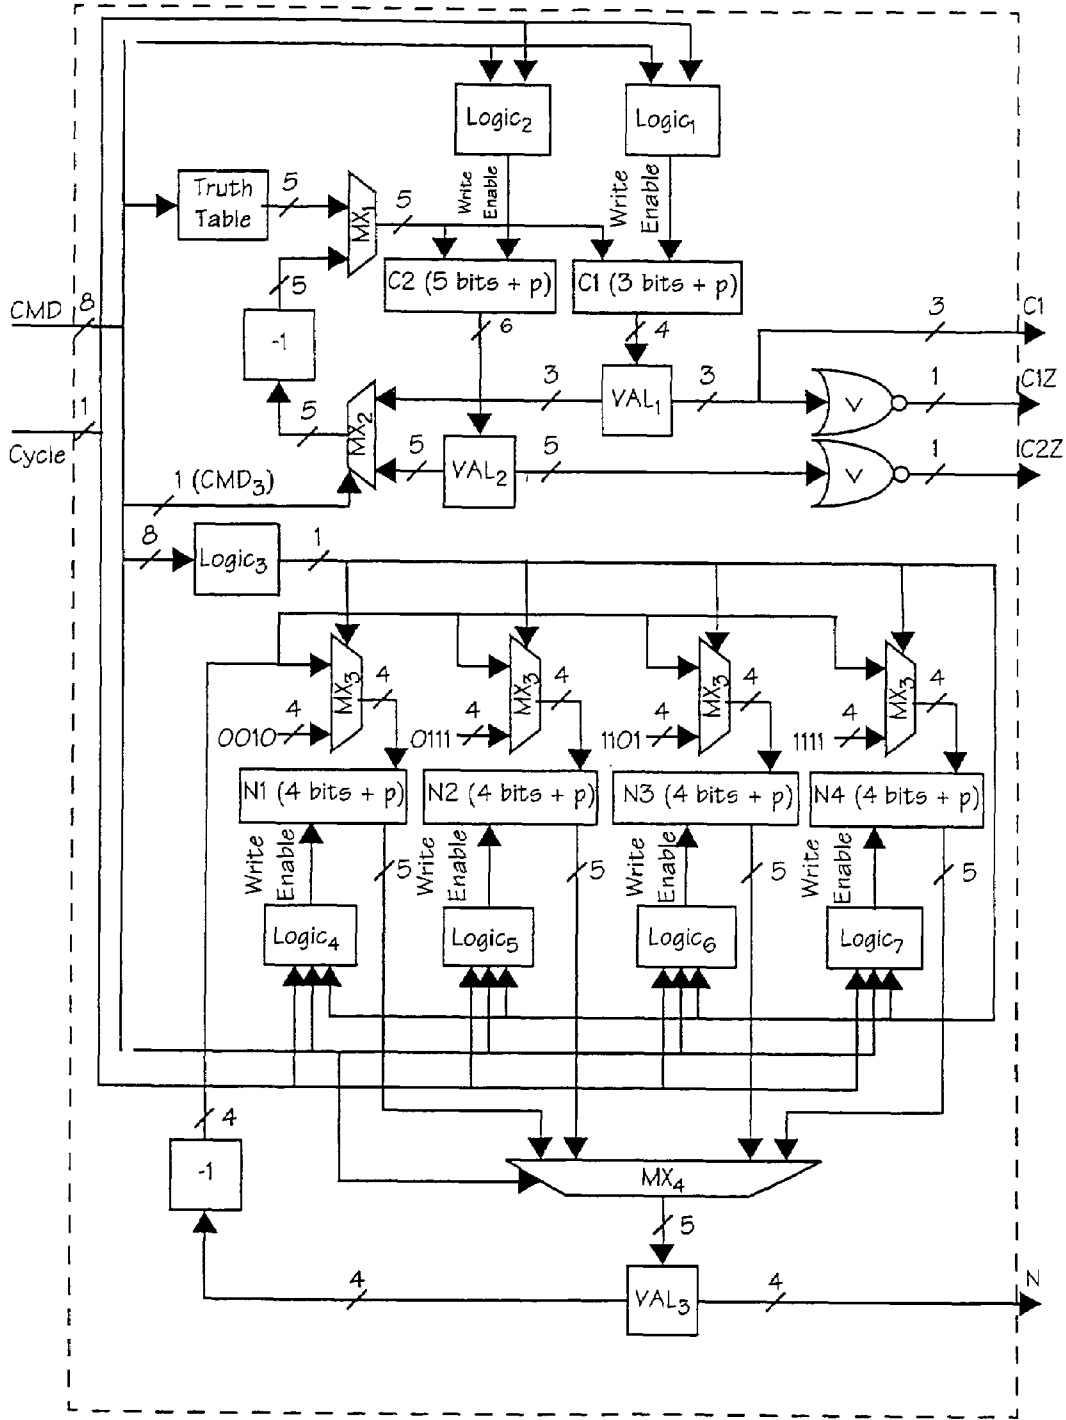 Logic2
Logic1
Write
Enable
Write
Enable
Truth
Table
5
MX1
5
C2 (5 bits + p)
C1 (3 bits + p)
CMD
8
5
-1
6
4
3
C1
3
VAL1
3
1
C1Z
Cycle
1
5
MX2
5
VAL2
5
1
C2Z
1 (CMD3)
8
Logic3
1
MX3
4
MX3
4
MX3
4
MX3
4
0010
4
0111
4
1101
4
1111
4
N1 (4 bits + p)
N2 (4 bits + p)
N3 (4 bits + p)
N4 (4 bits + p)
Write
Enable
5
Write
Enable
5
Write
Enable
5
Write
Enable
5
Logic4
Logic5
Logic6
Logic7
4
-1
MX4
5
4
VAL3
4
N
V
V